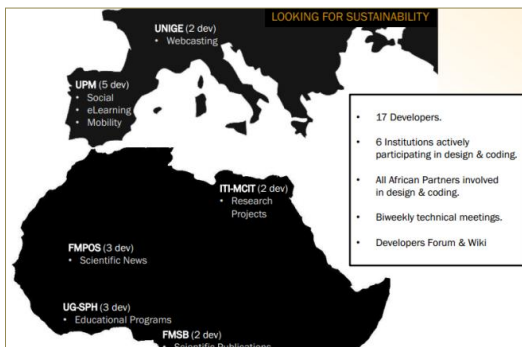 LOOKING FOR SUSTAINABILITY
UNIGE (2 dev)
• Webcasting
UPM (5 dev)
• Social
• eLearning
• Mobility
• 17 Developers.
• 6 Institutions actively
participating in design & coding.
• All African Partners involved
in design & coding.
• Biweekly technical meetings.
• Developers Forum & Wiki
ITI-MCIT (2 dev)
• Research
Projects
FMPOS (3 dev)
• Scientific News
UG-SPH (3 dev)
• Educational Programs
FMSB (2 dev)
• Scientific Publications